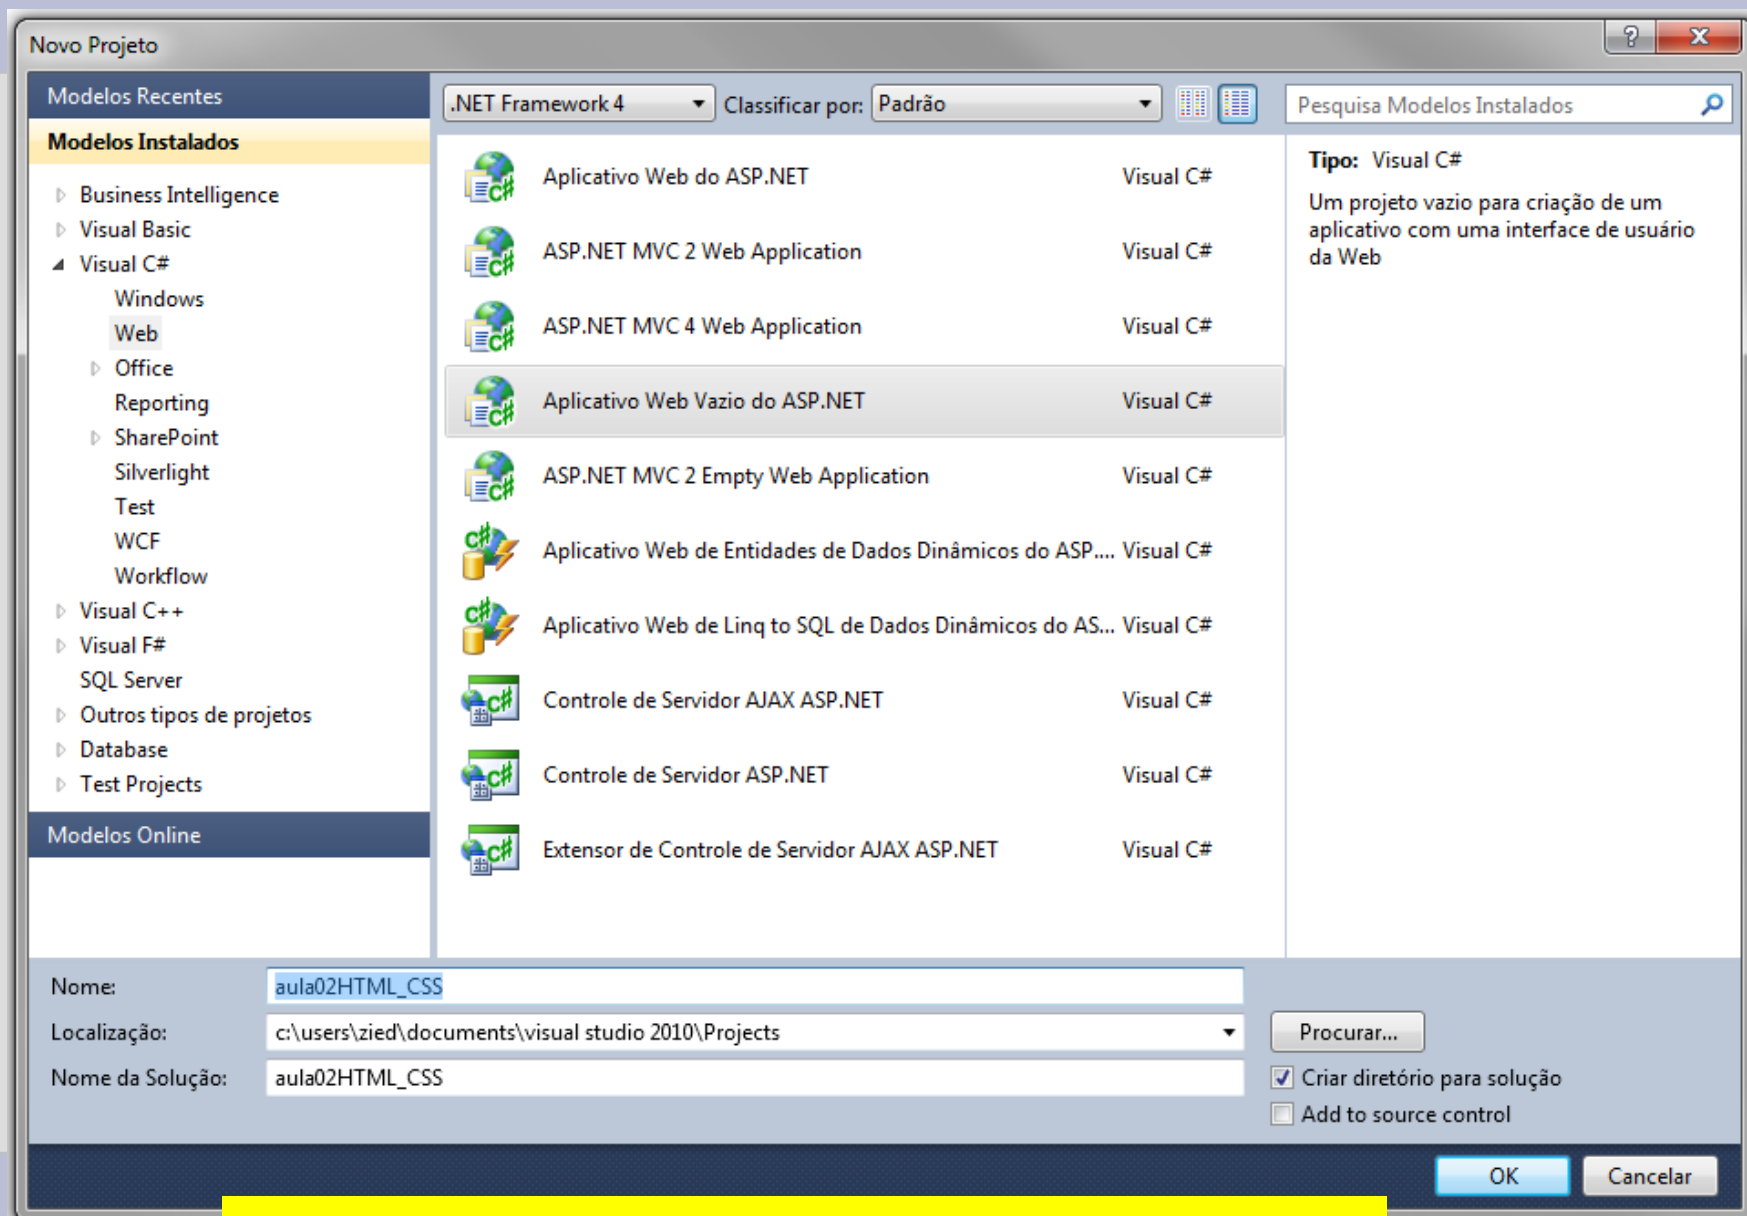 Novo Projeto
Modelos Recentes
Modelos Instalados
Business Intelligence
Visual Basic
Visual C#
Windows
Web
Office
Reporting
SharePoint
Silverlight
Test
WCF
Workflow
Visual C++
Visual F#
SQL Server
Outros tipos de projetos
Database
Test Projects
Modelos Online
.NET Framework 4
Classificar por: Padrão
Aplicativo Web do ASP.NET Visual C#
ASP.NET MVC 2 Web Application Visual C#
ASP.NET MVC 4 Web Application Visual C#
Aplicativo Web Vazio do ASP.NET Visual C#
ASP.NET MVC 2 Empty Web Application Visual C#
Aplicativo Web de Entidades de Dados Dinâmicos do ASP.... Visual C#
Aplicativo Web de Linq to SQL de Dados Dinâmicos do AS... Visual C#
Controle de Servidor AJAX ASP.NET Visual C#
Controle de Servidor ASP.NET Visual C#
Extensor de Controle de Servidor AJAX ASP.NET Visual C#
Pesquisa Modelos Instalados
Tipo: Visual C#
Um projeto vazio para criação de um
aplicativo com uma interface de usuário
da Web
Nome: aula02HTML_CSS
Localização: c:\users\zied\documents\visual studio 2010\Projects
Procurar...
Nome da Solução: aula02HTML_CSS
Criar diretório para solução
Add to source control
OK
Cancelar